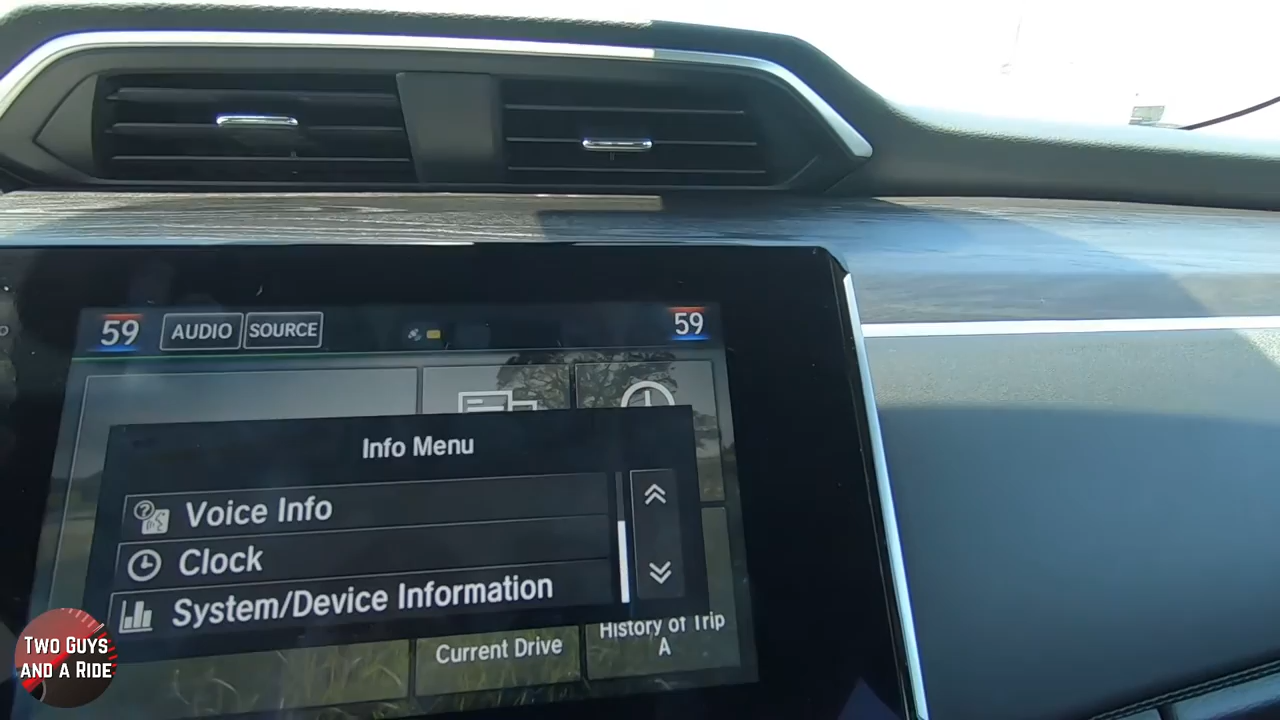 59 AUDIO SOURCE 59
Info Menu
Voice Info
Clock
System/Device Information
Current Drive
History of Trip
A
TWO GUYS
AND A RIDE